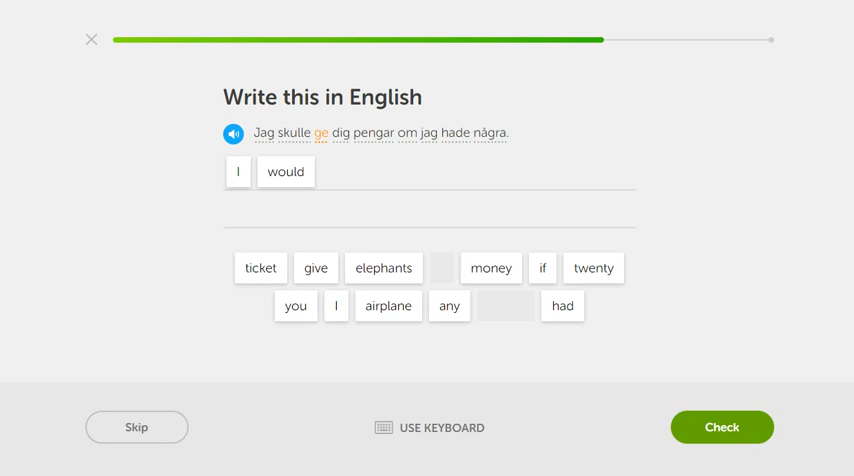 Write this in English
Jag skulle ge dig pengar om jag hade några.
I would
ticket give elephants money if twenty
you I airplane any had
Skip USE KEYBOARD Check